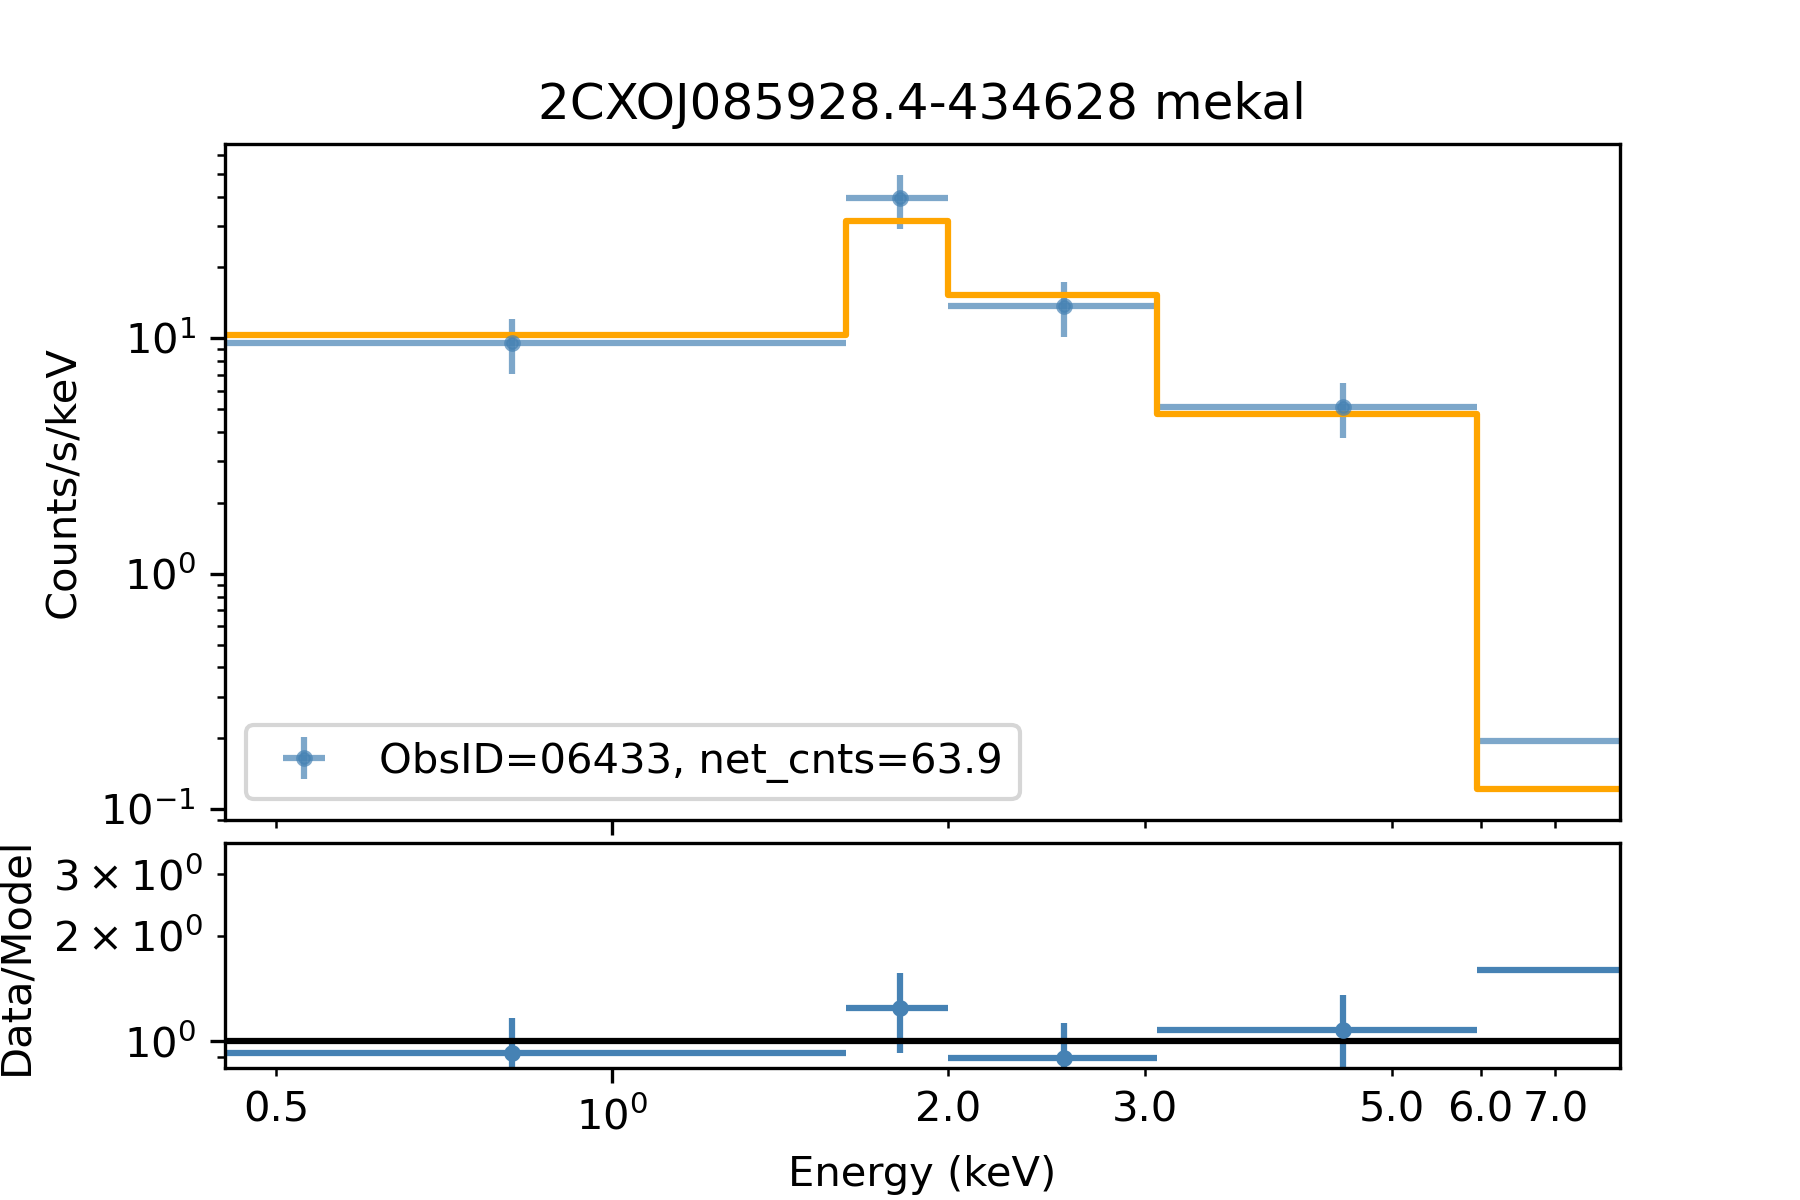 2CXOJ085928.4-434628 mekal
Counts/s/keV
10¹
10⁰
10⁻¹
ObsID=06433, net_cnts=63.9
Data/Model
3 × 10⁰
2 × 10⁰
10⁰
0.5 10⁰ 2.0 3.0 5.0 6.0 7.0
Energy (keV)